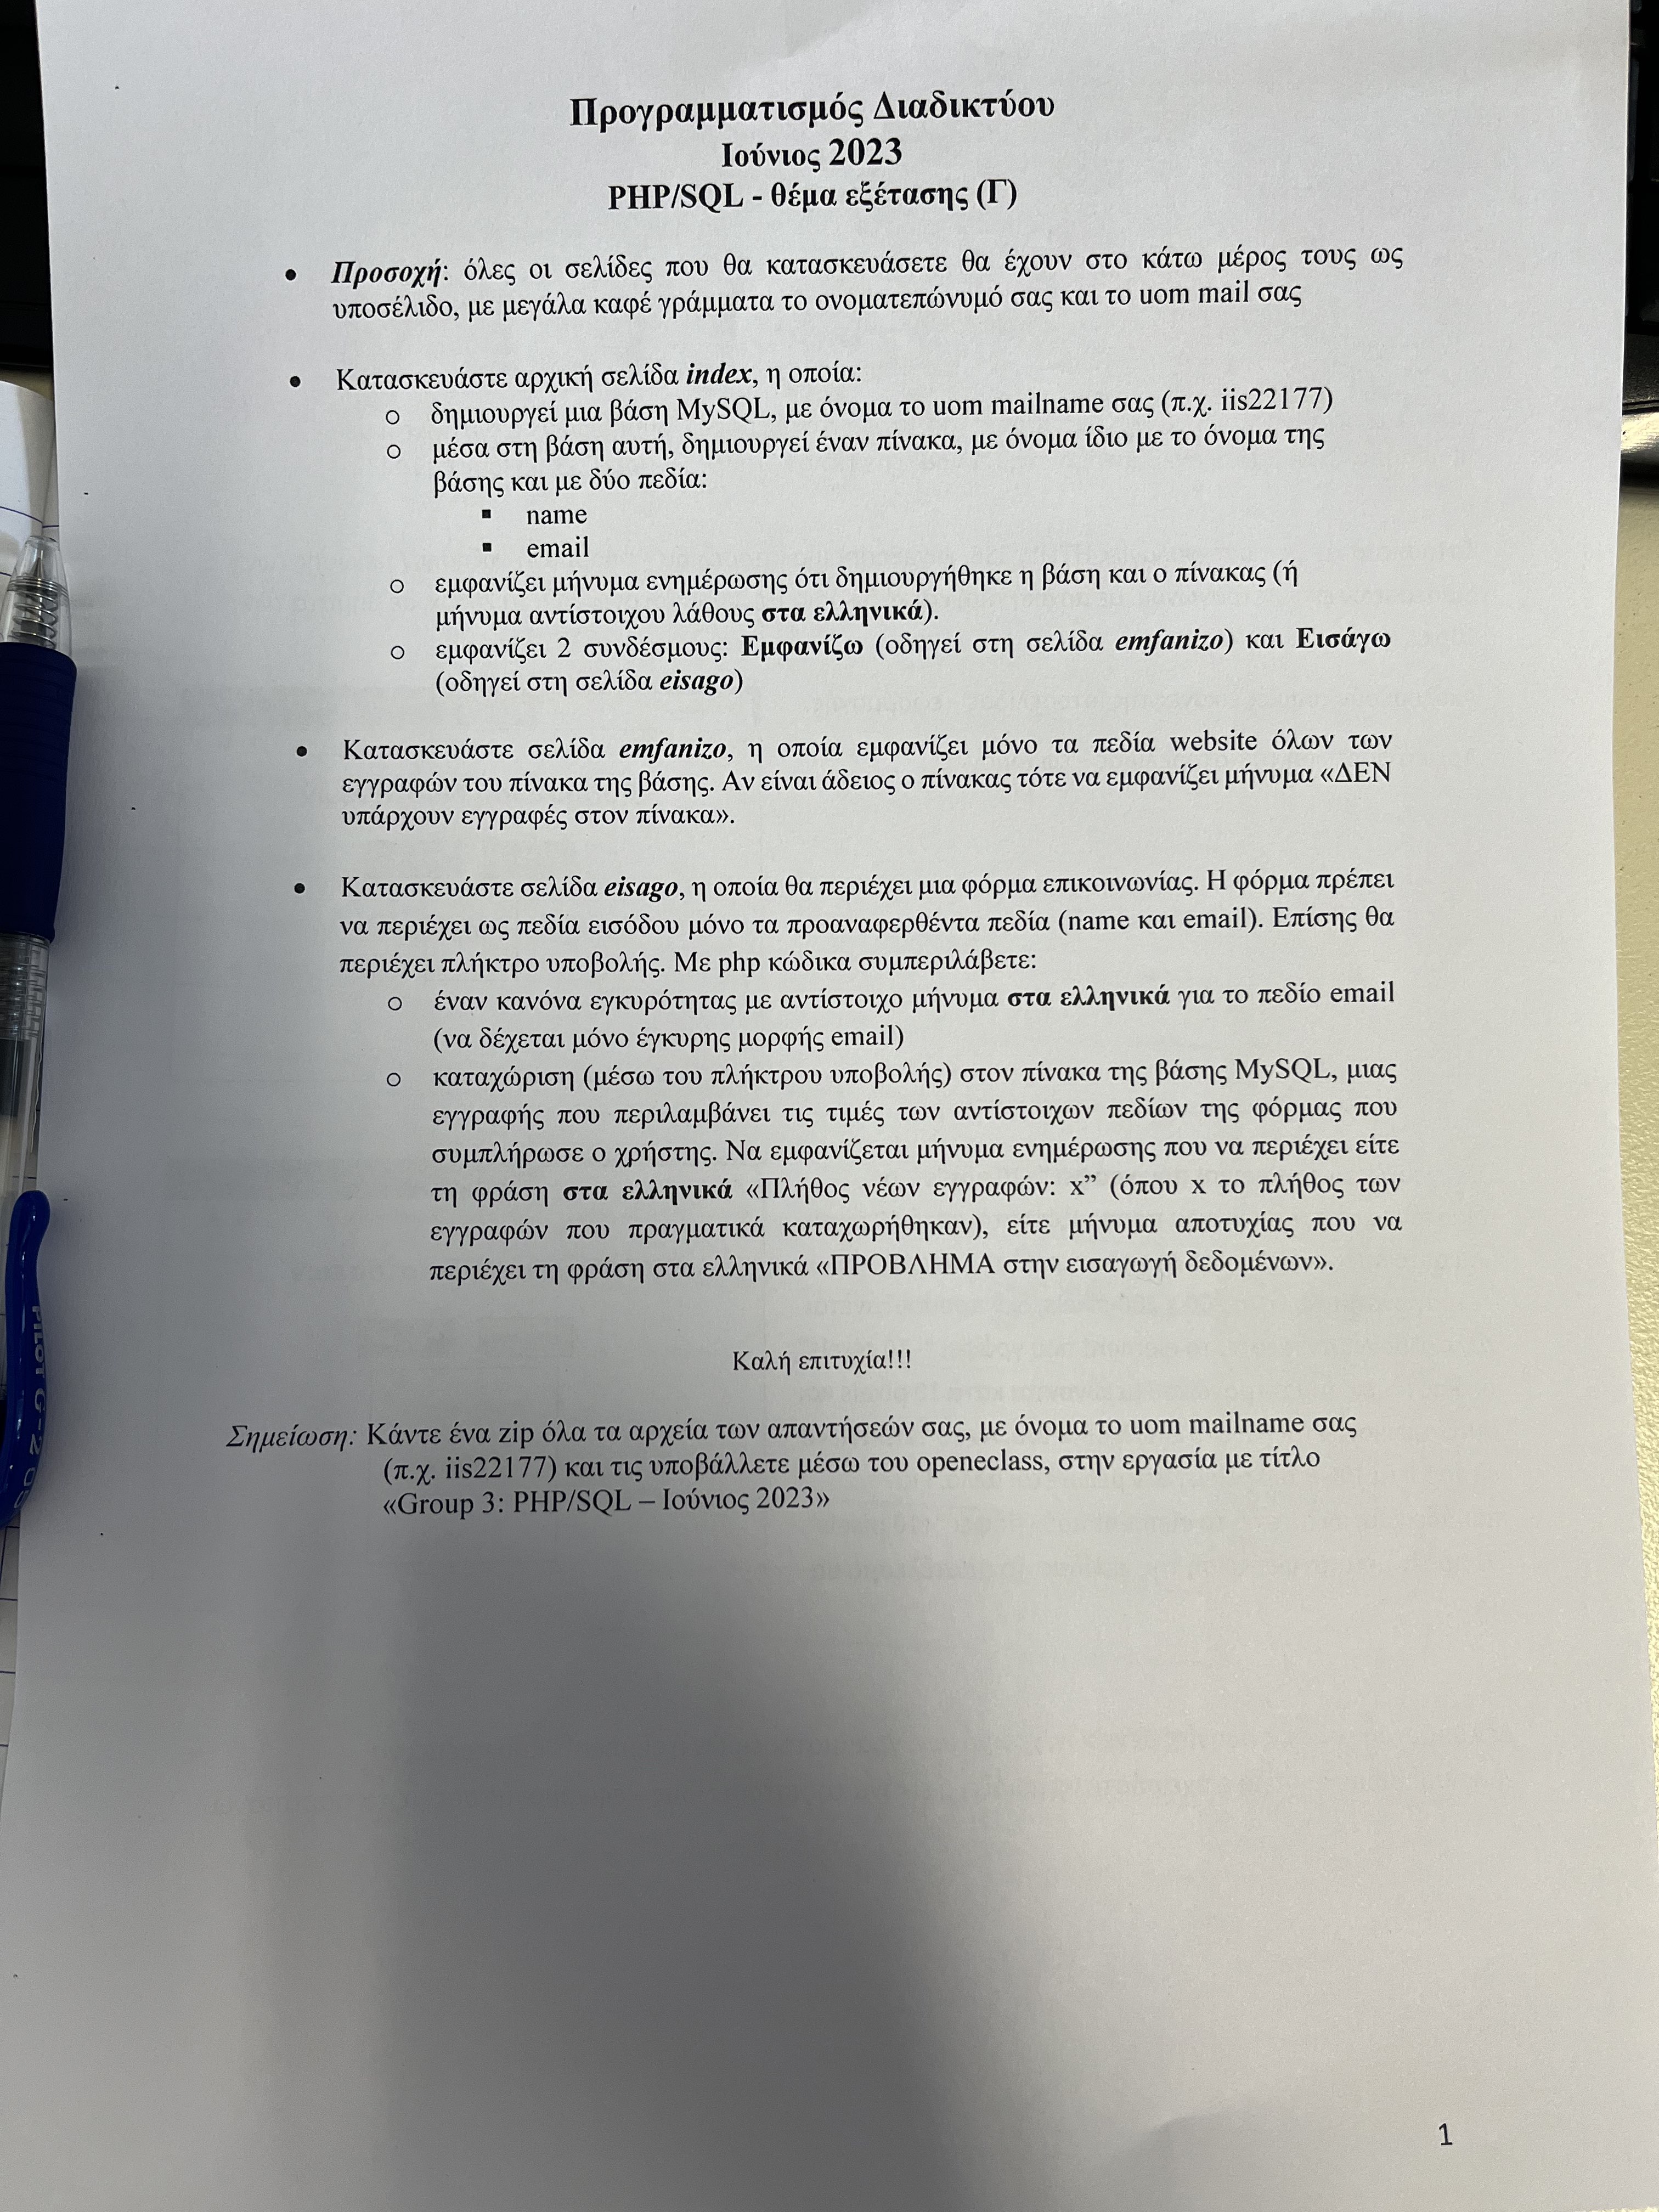 Προγραμματισμός Διαδικτύου
Ιούνιος 2023
PHP/SQL - θέμα εξέτασης (Γ)
• Προσοχή: όλες οι σελίδες που θα κατασκευάσετε θα έχουν στο κάτω μέρος τους ως
υποσέλιδο, με μεγάλα καφέ γράμματα το ονοματεπώνυμό σας και το uom mail σας
• Κατασκευάστε αρχική σελίδα index, η οποία:
o δημιουργεί μια βάση MySQL, με όνομα το uom mailname σας (π.χ. iis22177)
o μέσα στη βάση αυτή, δημιουργεί έναν πίνακα, με όνομα ίδιο με το όνομα της
βάσης και με δύο πεδία:
▪ name
▪ email
o εμφανίζει μήνυμα ενημέρωσης ότι δημιουργήθηκε η βάση και ο πίνακας (ή
μήνυμα αντίστοιχου λάθους στα ελληνικά).
o εμφανίζει 2 συνδέσμους: Εμφανίζω (οδηγεί στη σελίδα emfanizo) και Εισάγω
(οδηγεί στη σελίδα eisago)
• Κατασκευάστε σελίδα emfanizo, η οποία εμφανίζει μόνο τα πεδία website όλων των
εγγραφών του πίνακα της βάσης. Αν είναι άδειος ο πίνακας τότε να εμφανίζει μήνυμα «ΔΕΝ
υπάρχουν εγγραφές στον πίνακα».
• Κατασκευάστε σελίδα eisago, η οποία θα περιέχει μια φόρμα επικοινωνίας. Η φόρμα πρέπει
να περιέχει ως πεδία εισόδου μόνο τα προαναφερθέντα πεδία (name και email). Επίσης θα
περιέχει πλήκτρο υποβολής. Με php κώδικα συμπεριλάβετε:
o έναν κανόνα εγκυρότητας με αντίστοιχο μήνυμα στα ελληνικά για το πεδίο email
(να δέχεται μόνο έγκυρης μορφής email)
o καταχώριση (μέσω του πλήκτρου υποβολής) στον πίνακα της βάσης MySQL, μιας
εγγραφής που περιλαμβάνει τις τιμές των αντίστοιχων πεδίων της φόρμας που
συμπλήρωσε ο χρήστης. Να εμφανίζεται μήνυμα ενημέρωσης που να περιέχει είτε
τη φράση στα ελληνικά «Πλήθος νέων εγγραφών: x” (όπου x το πλήθος των
εγγραφών που πραγματικά καταχωρήθηκαν), είτε μήνυμα αποτυχίας που να
περιέχει τη φράση στα ελληνικά «ΠΡΟΒΛΗΜΑ στην εισαγωγή δεδομένων».
Καλή επιτυχία!!!
Σημείωση: Κάντε ένα zip όλα τα αρχεία των απαντήσεών σας, με όνομα το uom mailname σας
(π.χ. iis22177) και τις υποβάλλετε μέσω του openeclass, στην εργασία με τίτλο
«Group 3: PHP/SQL – Ιούνιος 2023»
1
PILOT G-2 05